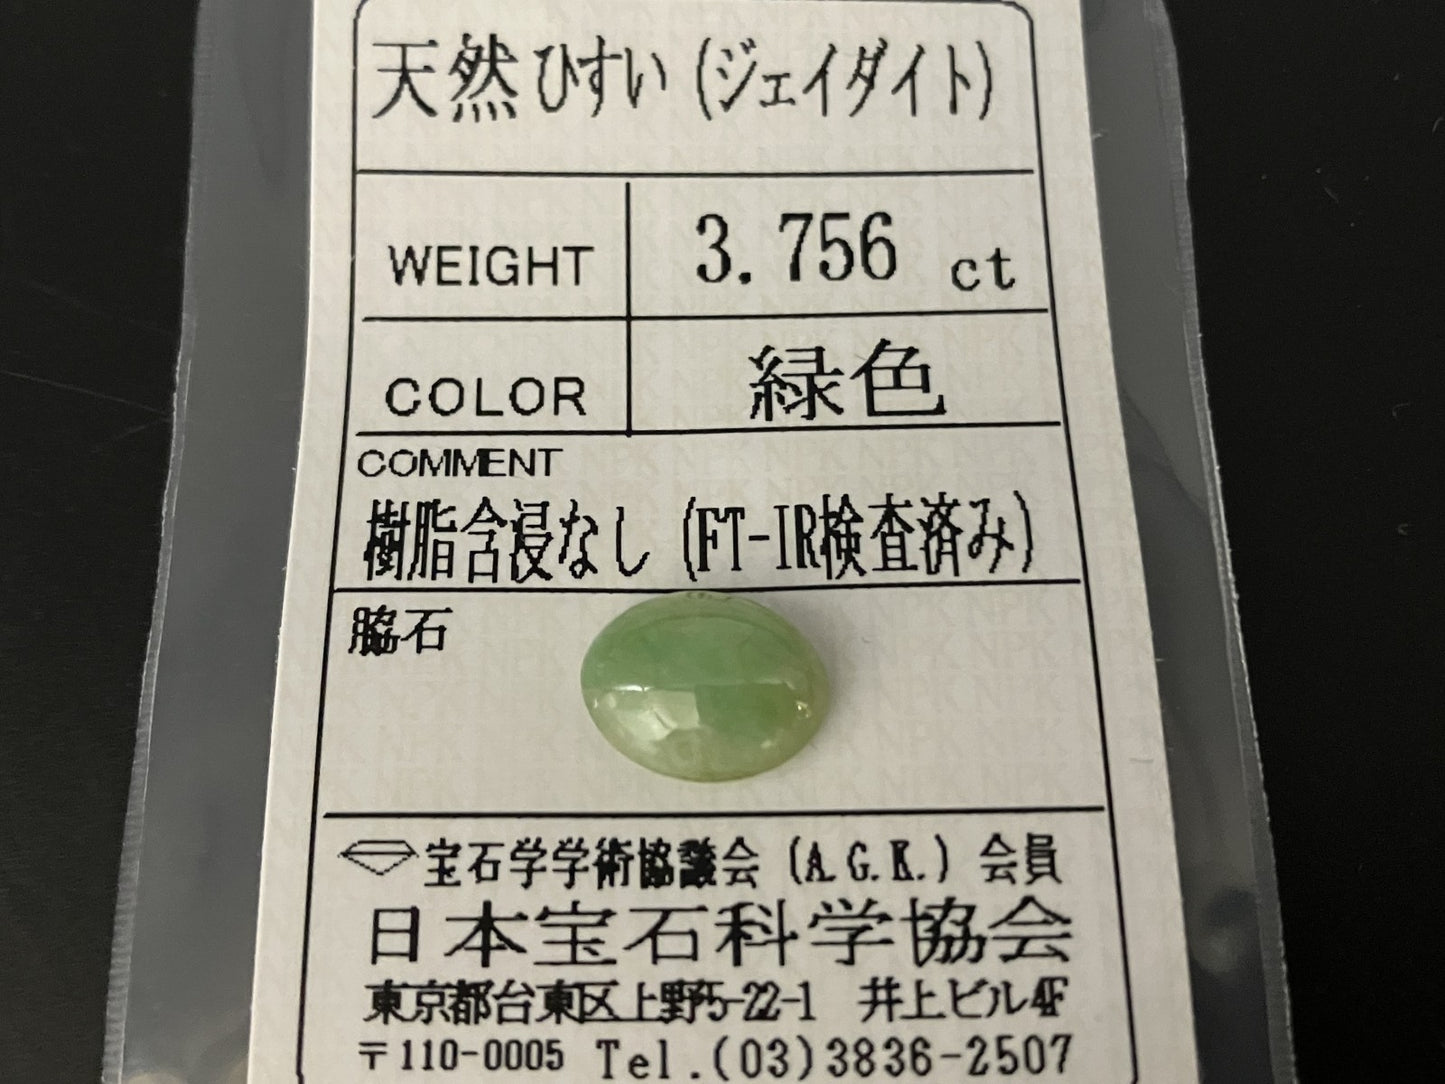 天然ひすい (ジェイダイト)
WEIGHT 3.756 ct
COLOR 緑色
COMMENT
樹脂含浸なし (FT-IR検査済み)
脇石
宝石学学術協議会 (A.G.K.) 会員
日本宝石科学協会
東京都台東区上野5-22-1 井上ビル4F
〒110-0005 Tel.(03)3836-2507